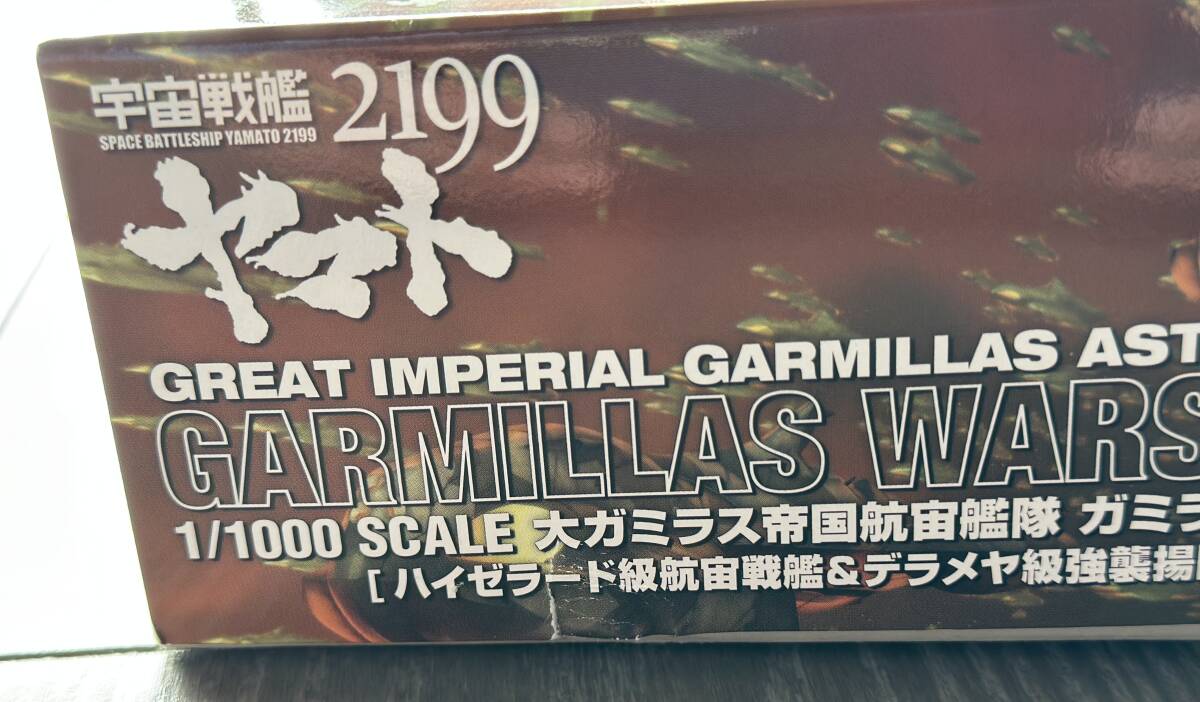 宇宙戦艦 2199
SPACE BATTLESHIP YAMATO 2199
ヤマト
GREAT IMPERIAL GARMILLAS AST
GARMILLAS WARS
1/1000 SCALE 大ガミラス帝国航宙艦隊 ガミラ
[ハイゼラード級航宙戦艦&デラメヤ級強襲揚